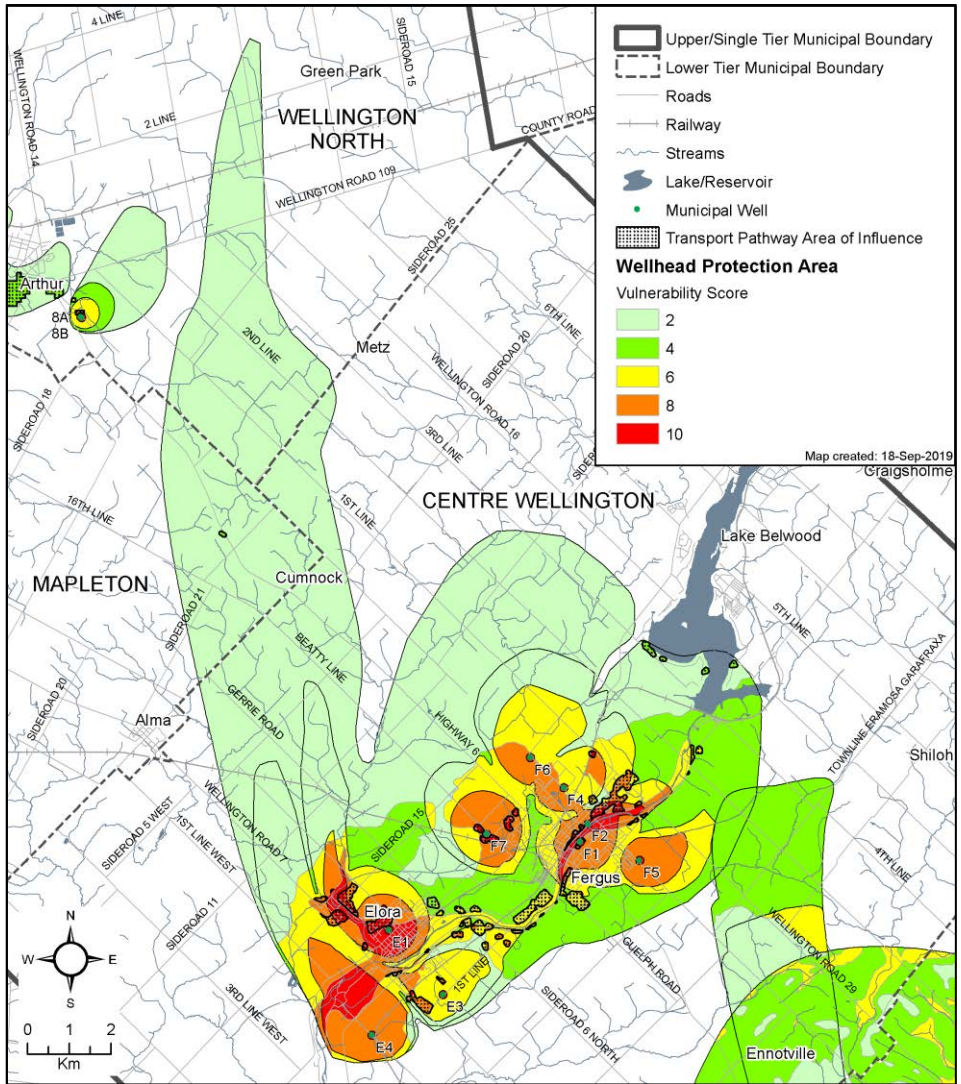 4 LINE
SIDEROAD 15
WELLINGTON ROAD 14
Green Park
2 LINE
WELLINGTON
NORTH
COUNTY ROAD
WELLINGTON ROAD 109
SIDEROAD 25
Arthur
8A
8B
2ND LINE
Metz
6TH LINE
SIDEROAD 20
WELLINGTON ROAD 16
SIDEROAD 18
3RD LINE
16TH LINE
1ST LINE
CENTRE WELLINGTON
Craigsholme
Lake Belwood
MAPLETON
Cumnock
SIDEROAD 21
BEATTY LINE
5TH LINE
SIDEROAD 20
GERRIE ROAD
TOWNLINE ERAMOSA GARAFRAXA
Alma
HIGHWAY 6
Shiloh
F6
F4
SIDEROAD 5 WEST
WELLINGTON ROAD 7
SIDEROAD 15
1ST LINE WEST
F7
F2
F1
F5
Fergus
4TH LINE
SIDEROAD 11
Elora
E1
GUELPH ROAD
WELLINGTON ROAD 29
3RD LINE WEST
1ST LINE
E3
SIDEROAD 6 NORTH
E4
Ennotville
N
W
E
S
0 1 2
Km
Upper/Single Tier Municipal Boundary
Lower Tier Municipal Boundary
Roads
Railway
Streams
Lake/Reservoir
Municipal Well
Transport Pathway Area of Influence
Wellhead Protection Area
Vulnerability Score
2
4
6
8
10
Map created: 18-Sep-2019